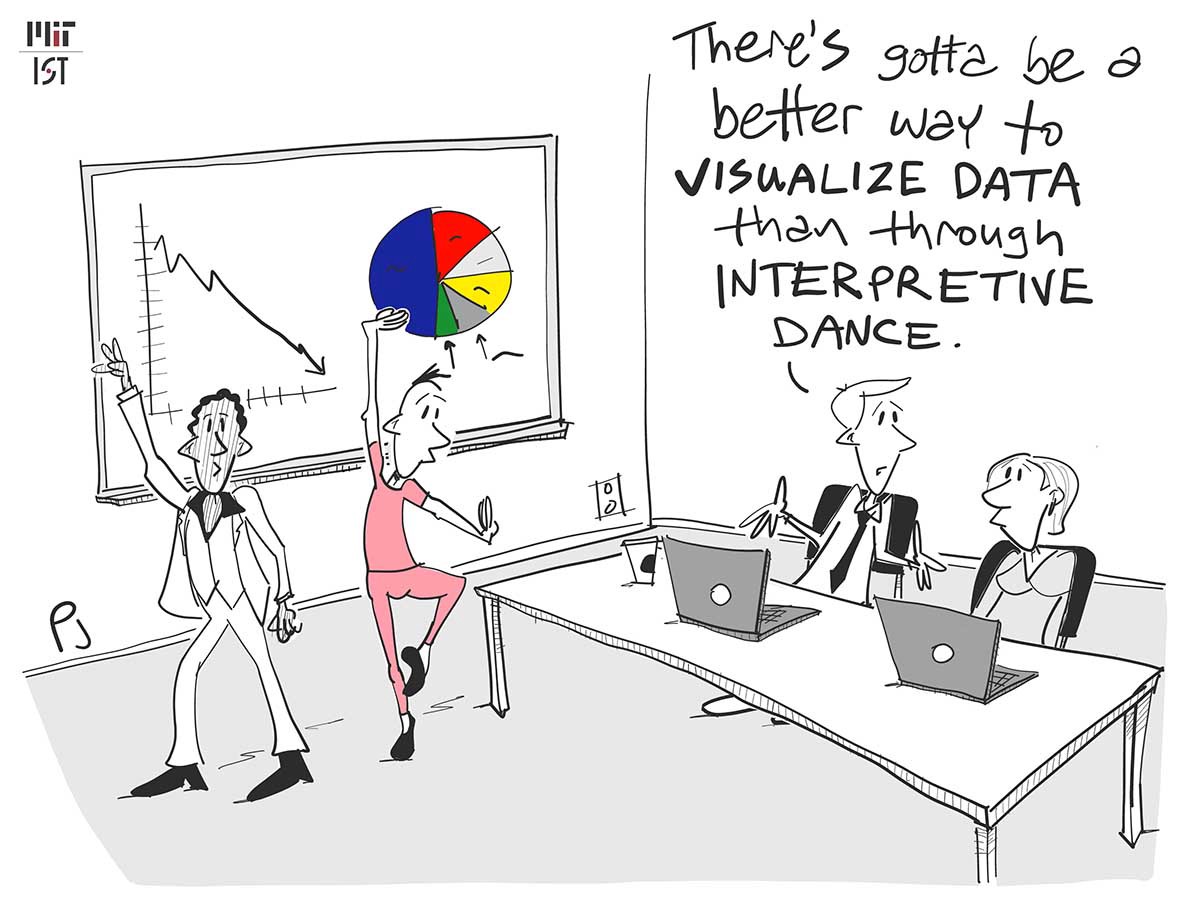 MIT
IST
There's gotta be a
better way to
VISUALIZE DATA
than through
INTERPRETIVE
DANCE.
PJ